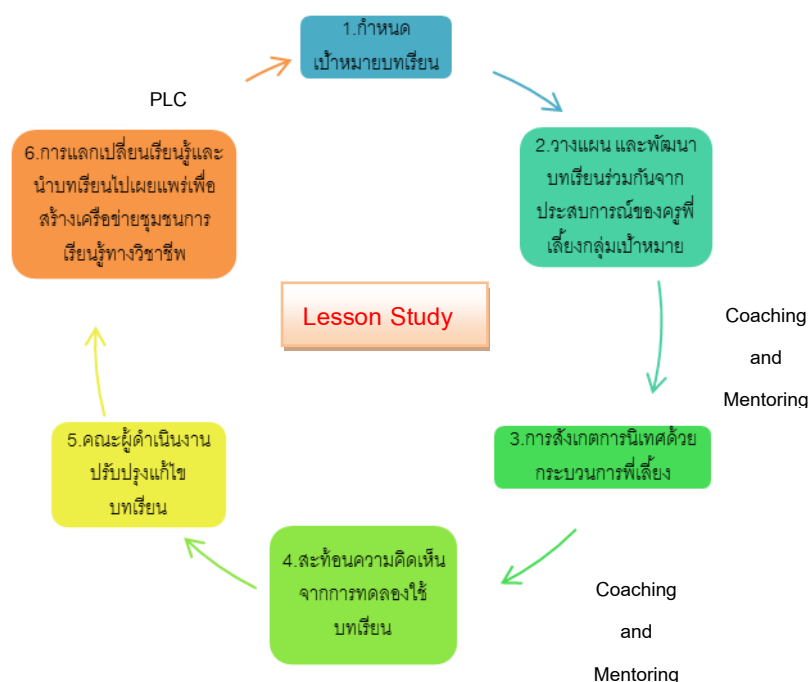 1.กำหนด
เป้าหมายบทเรียน
2.วางแผน และพัฒนา
บทเรียนร่วมกันจาก
ประสบการณ์ของครูพี่
เลี้ยงกลุ่มเป้าหมาย
Coaching
and
Mentoring
3.การสังเกตการนิเทศด้วย
กระบวนการพี่เลี้ยง
Coaching
and
Mentoring
4.สะท้อนความคิดเห็น
จากการทดลองใช้
บทเรียน
5.คณะผู้ดำเนินงาน
ปรับปรุงแก้ไข
บทเรียน
6.การแลกเปลี่ยนเรียนรู้และ
นำบทเรียนไปเผยแพร่เพื่อ
สร้างเครือข่ายชุมชนการ
เรียนรู้ทางวิชาชีพ
PLC
Lesson Study